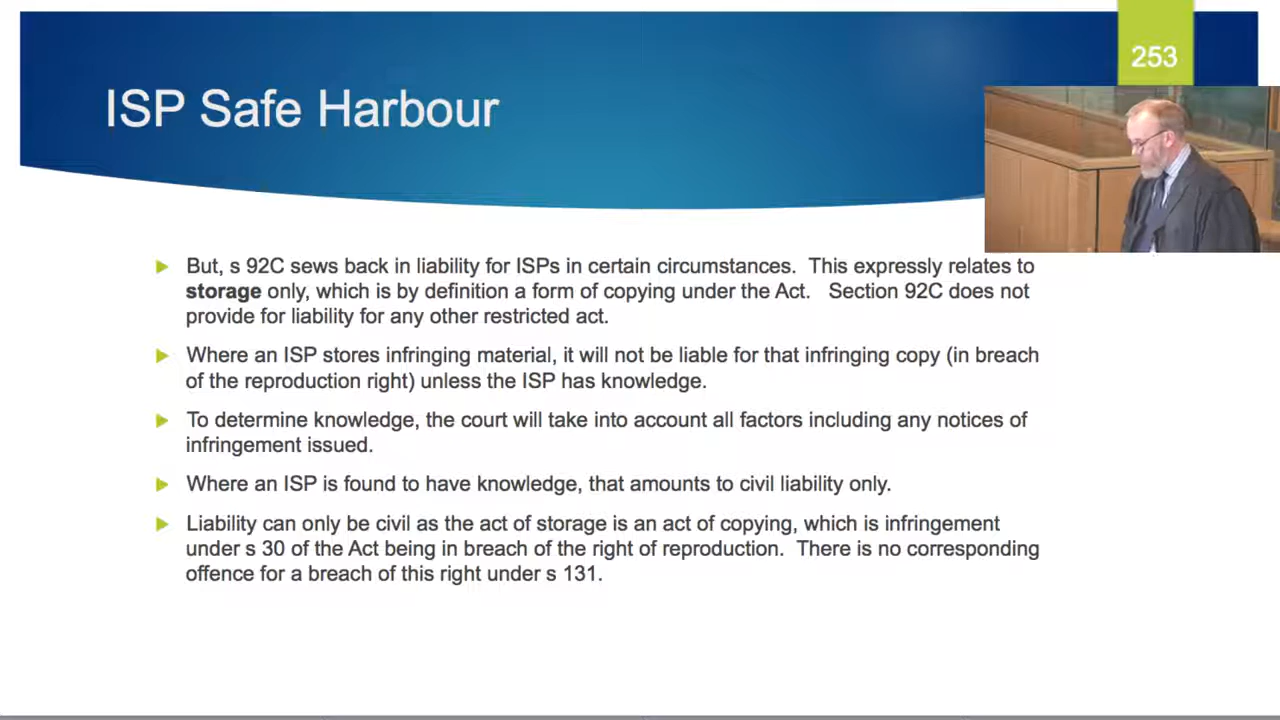 253
ISP Safe Harbour
But, s 92C sews back in liability for ISPs in certain circumstances. This expressly relates to
storage only, which is by definition a form of copying under the Act. Section 92C does not
provide for liability for any other restricted act.
Where an ISP stores infringing material, it will not be liable for that infringing copy (in breach
of the reproduction right) unless the ISP has knowledge.
To determine knowledge, the court will take into account all factors including any notices of
infringement issued.
Where an ISP is found to have knowledge, that amounts to civil liability only.
Liability can only be civil as the act of storage is an act of copying, which is infringement
under s 30 of the Act being in breach of the right of reproduction. There is no corresponding
offence for a breach of this right under s 131.